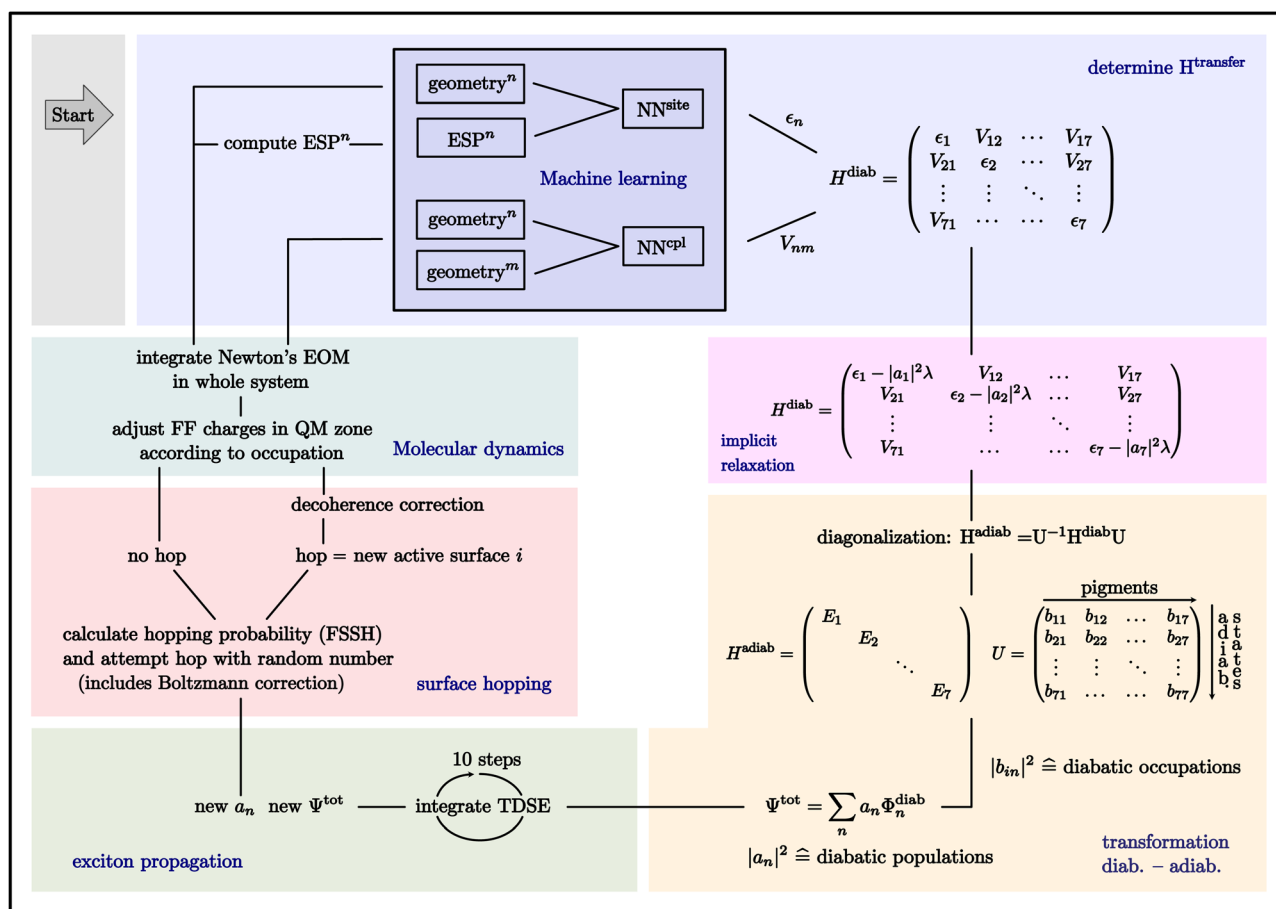 Start
determine H^transfer
geometry^n
ESP^n
NN^site
compute ESP^n
Machine learning
geometry^n
geometry^m
NN^cpl
ϵ_n
V_nm
H^diab =
ϵ_1 V_12 ⋯ V_17
V_21 ϵ_2 ⋯ V_27
⋮ ⋮ ⋱ ⋮
V_71 ⋯ ⋯ ϵ_7
integrate Newton's EOM
in whole system
adjust FF charges in QM zone
according to occupation
Molecular dynamics
H^diab =
ϵ_1 − |a_1|^2λ V_12 … V_17
V_21 ϵ_2 − |a_2|^2λ … V_27
⋮ ⋮ ⋱ ⋮
V_71 … … ϵ_7 − |a_7|^2λ
implicit
relaxation
decoherence correction
no hop
hop = new active surface i
calculate hopping probability (FSSH)
and attempt hop with random number
(includes Boltzmann correction)
surface hopping
diagonalization: H^adiab =U^−1H^diabU
H^adiab =
E_1
E_2
⋱
E_7
pigments
U =
b_11 b_12 … b_17
b_21 b_22 … b_27
⋮ ⋮ ⋱ ⋮
b_71 … … b_77
adiab.
states
|b_in|^2 ≙ diabatic occupations
10 steps
new a_n new Ψ^tot
integrate TDSE
exciton propagation
Ψ^tot = ∑_n a_nΦ_n^diab
|a_n|^2 ≙ diabatic populations
transformation
diab. – adiab.